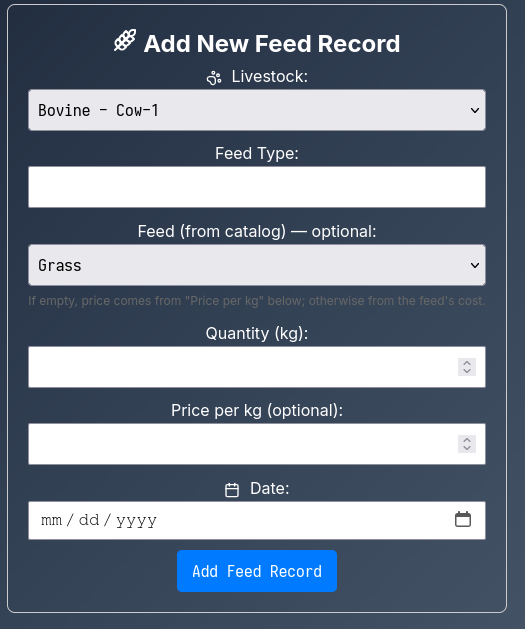 Add New Feed Record
Livestock:
Bovine - Cow-1
Feed Type:
Feed (from catalog) — optional:
Grass
If empty, price comes from "Price per kg" below; otherwise from the feed's cost.
Quantity (kg):
Price per kg (optional):
Date:
mm / dd / yyyy
Add Feed Record